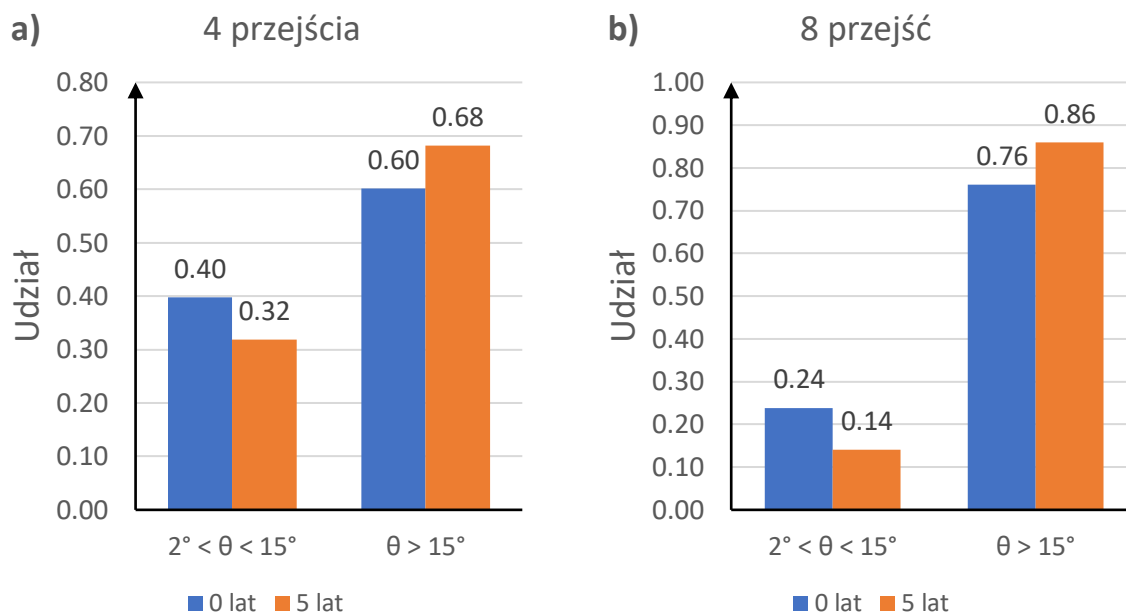 a) 4 przejścia
Udział
0.80
0.70
0.60
0.50
0.40
0.30
0.20
0.10
0.00
0.40
0.32
0.60
0.68
2° < θ < 15°
θ > 15°
0 lat 5 lat
b) 8 przejść
Udział
1.00
0.90
0.80
0.70
0.60
0.50
0.40
0.30
0.20
0.10
0.00
0.24
0.14
0.76
0.86
2° < θ < 15°
θ > 15°
0 lat 5 lat